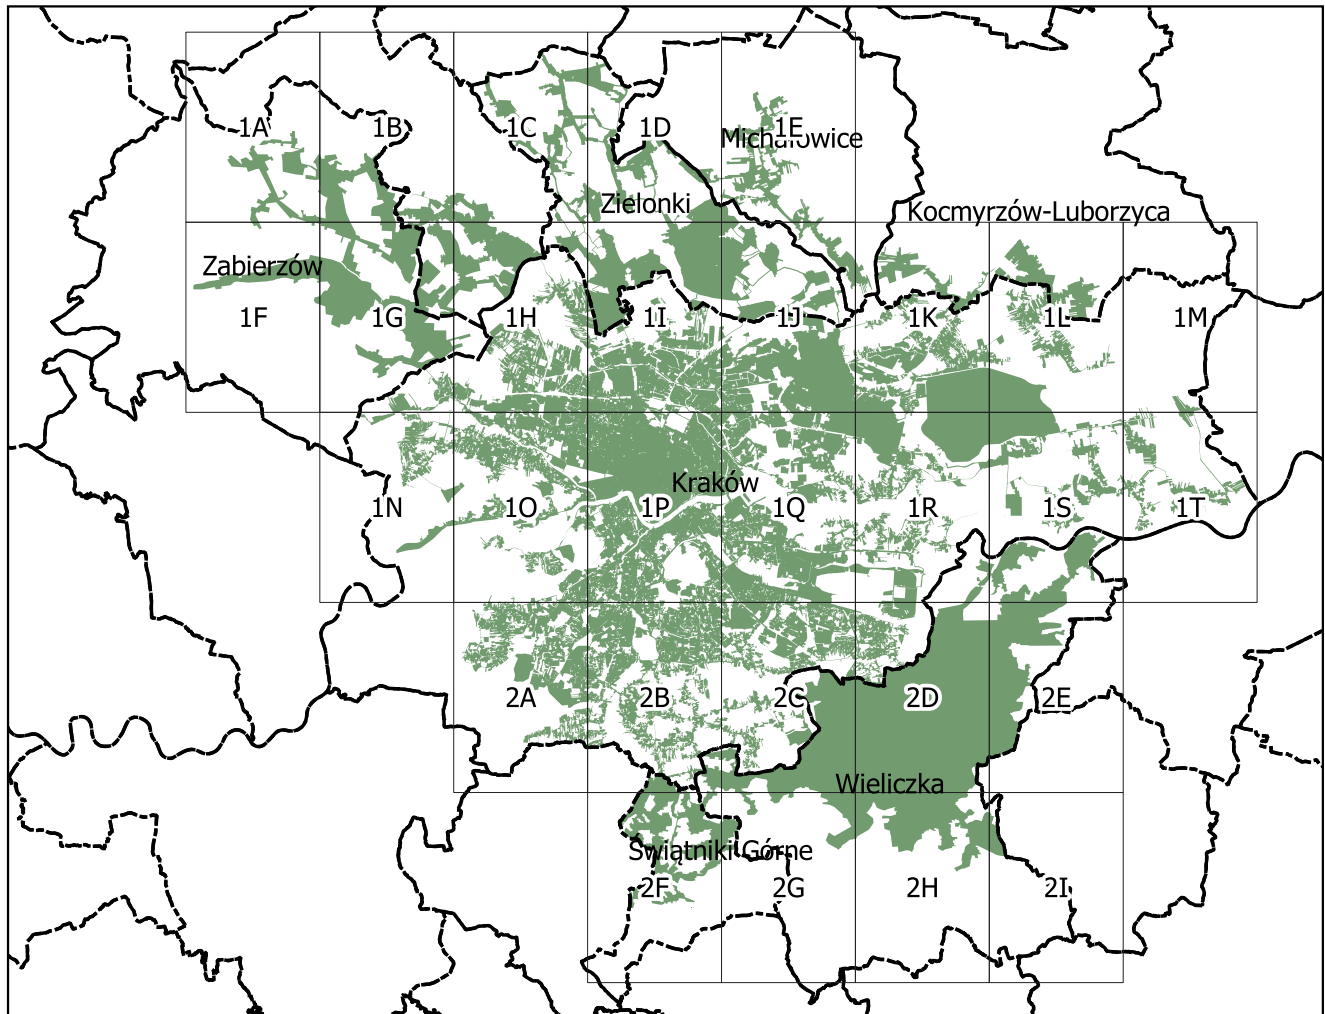 1A
1B
1C
1D
1E
Michałowice
Zielonki
Kocmyrzów-Luborzyca
Zabierzów
1F
1G
1H
1I
1J
1K
1L
1M
Kraków
1N
1O
1P
1Q
1R
1S
1T
2A
2B
2C
2D
2E
Wieliczka
Świątniki Górne
2F
2G
2H
2I